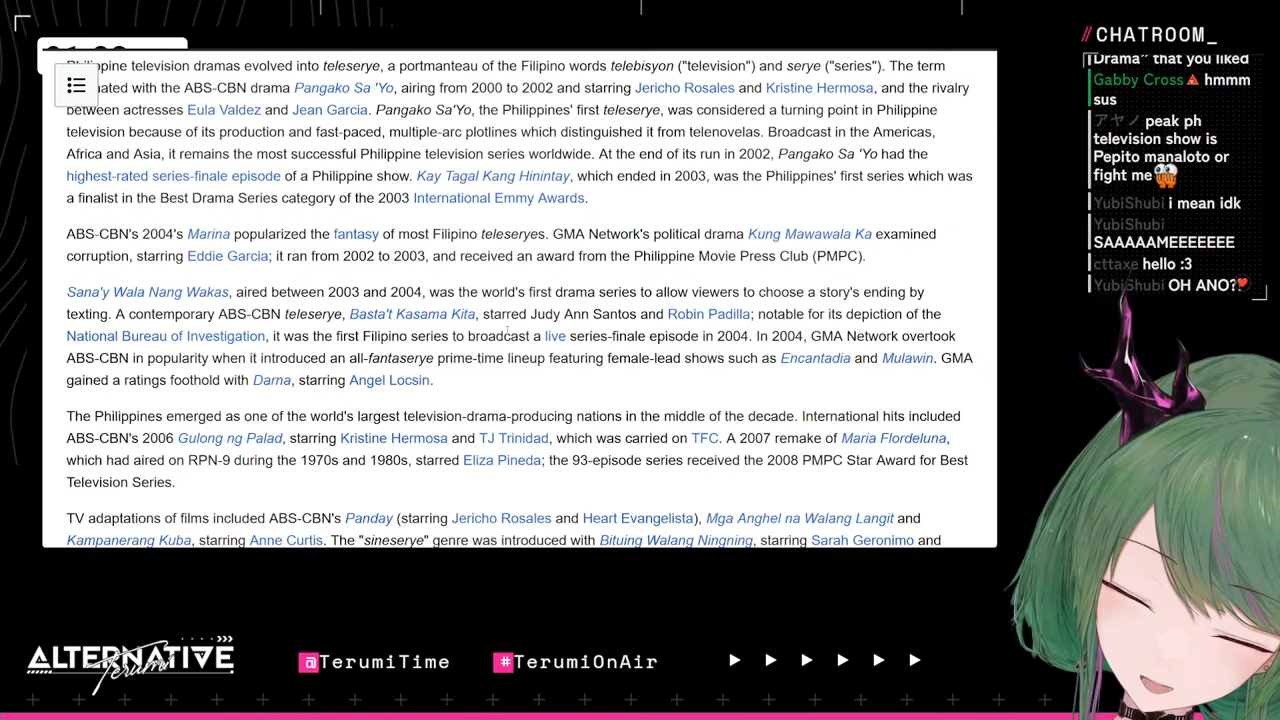 Philippine television dramas evolved into teleserye, a portmanteau of the Filipino words telebisyon ("television") and serye ("series"). The term
nated with the ABS-CBN drama Pangako Sa 'Yo, airing from 2000 to 2002 and starring Jericho Rosales and Kristine Hermosa, and the rivalry
between actresses Eula Valdez and Jean Garcia. Pangako Sa'Yo, the Philippines' first teleserye, was considered a turning point in Philippine
television because of its production and fast-paced, multiple-arc plotlines which distinguished it from telenovelas. Broadcast in the Americas,
Africa and Asia, it remains the most successful Philippine television series worldwide. At the end of its run in 2002, Pangako Sa 'Yo had the
highest-rated series-finale episode of a Philippine show. Kay Tagal Kang Hinintay, which ended in 2003, was the Philippines' first series which was
a finalist in the Best Drama Series category of the 2003 International Emmy Awards.
ABS-CBN's 2004's Marina popularized the fantasy of most Filipino teleseryes. GMA Network's political drama Kung Mawawala Ka examined
corruption, starring Eddie Garcia; it ran from 2002 to 2003, and received an award from the Philippine Movie Press Club (PMPC).
Sana'y Wala Nang Wakas, aired between 2003 and 2004, was the world's first drama series to allow viewers to choose a story's ending by
texting. A contemporary ABS-CBN teleserye, Basta't Kasama Kita, starred Judy Ann Santos and Robin Padilla; notable for its depiction of the
National Bureau of Investigation, it was the first Filipino series to broadcast a live series-finale episode in 2004. In 2004, GMA Network overtook
ABS-CBN in popularity when it introduced an all-fantaserye prime-time lineup featuring female-lead shows such as Encantadia and Mulawin. GMA
gained a ratings foothold with Darna, starring Angel Locsin.
The Philippines emerged as one of the world's largest television-drama-producing nations in the middle of the decade. International hits included
ABS-CBN's 2006 Gulong ng Palad, starring Kristine Hermosa and TJ Trinidad, which was carried on TFC. A 2007 remake of Maria Flordeluna,
which had aired on RPN-9 during the 1970s and 1980s, starred Eliza Pineda; the 93-episode series received the 2008 PMPC Star Award for Best
Television Series.
TV adaptations of films included ABS-CBN's Panday (starring Jericho Rosales and Heart Evangelista), Mga Anghel na Walang Langit and
Kampanerang Kuba, starring Anne Curtis. The "sineserye" genre was introduced with Bituing Walang Ningning, starring Sarah Geronimo and
//CHATROOM_
Drama" that you liked
Gabby Cross hmmm
sus
アヤノ peak ph
television show is
Pepito manaloto or
fight me
YubiShubi i mean idk
YubiShubi
SAAAAAMEEEEEEE
cttaxe hello :3
YubiShubi OH ANO??
ALTERNATIVE
Terumi
@TerumiTime
#TerumiOnAir